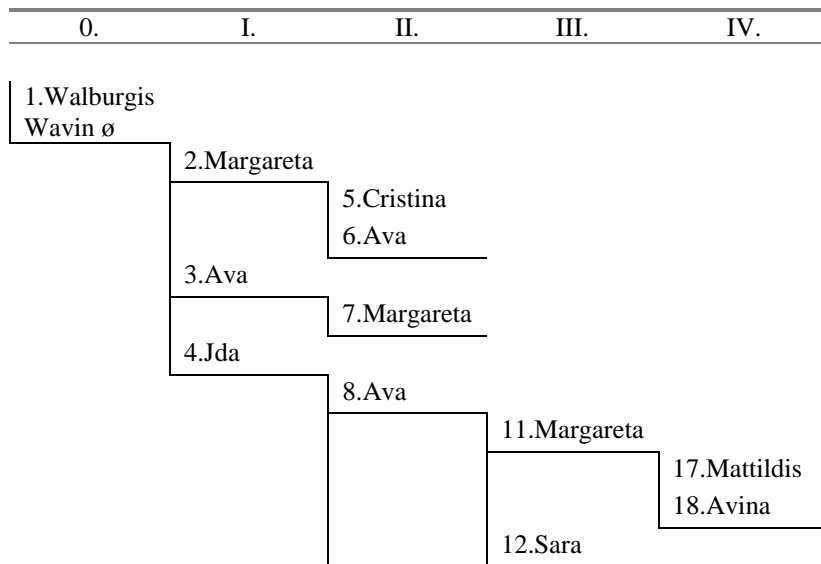 0. I. II. III. IV.
1.Walburgis
Wavin ø
2.Margareta
5.Cristina
6.Ava
3.Ava
7.Margareta
4.Jda
8.Ava
11.Margareta
17.Mattildis
18.Avina
12.Sara